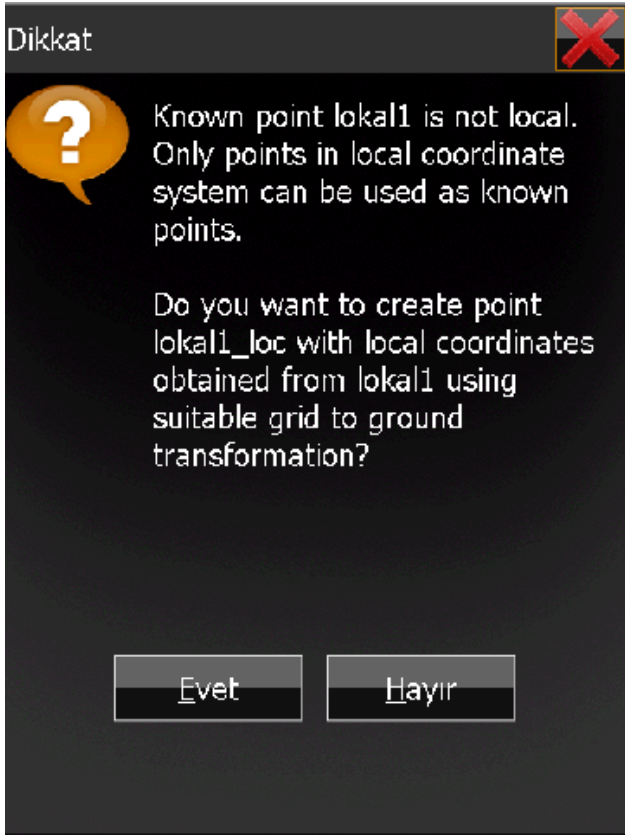 Dikkat
Known point lokal1 is not local.
Only points in local coordinate
system can be used as known
points.
Do you want to create point
lokal1_loc with local coordinates
obtained from lokal1 using
suitable grid to ground
transformation?
Evet
Hayır